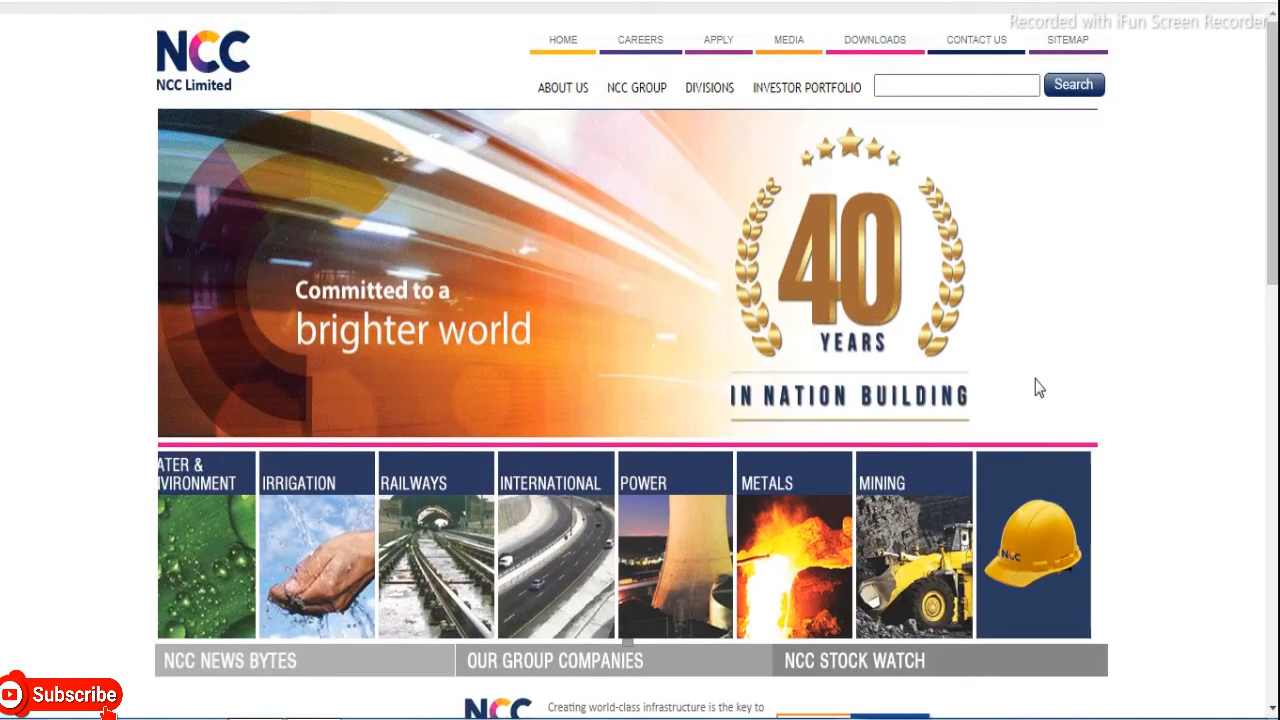 Recorded with iFun Screen Recorder
NCC
NCC Limited
HOME CAREERS APPLY MEDIA DOWNLOADS CONTACT US SITEMAP
ABOUT US NCC GROUP DIVISIONS INVESTOR PORTFOLIO Search
Committed to a
brighter world
40
YEARS
IN NATION BUILDING
ATER &
VIRONMENT
IRRIGATION
RAILWAYS
INTERNATIONAL
POWER
METALS
MINING
NCC
NCC NEWS BYTES
OUR GROUP COMPANIES
NCC STOCK WATCH
NCC
Creating world-class infrastructure is the key to
Subscribe